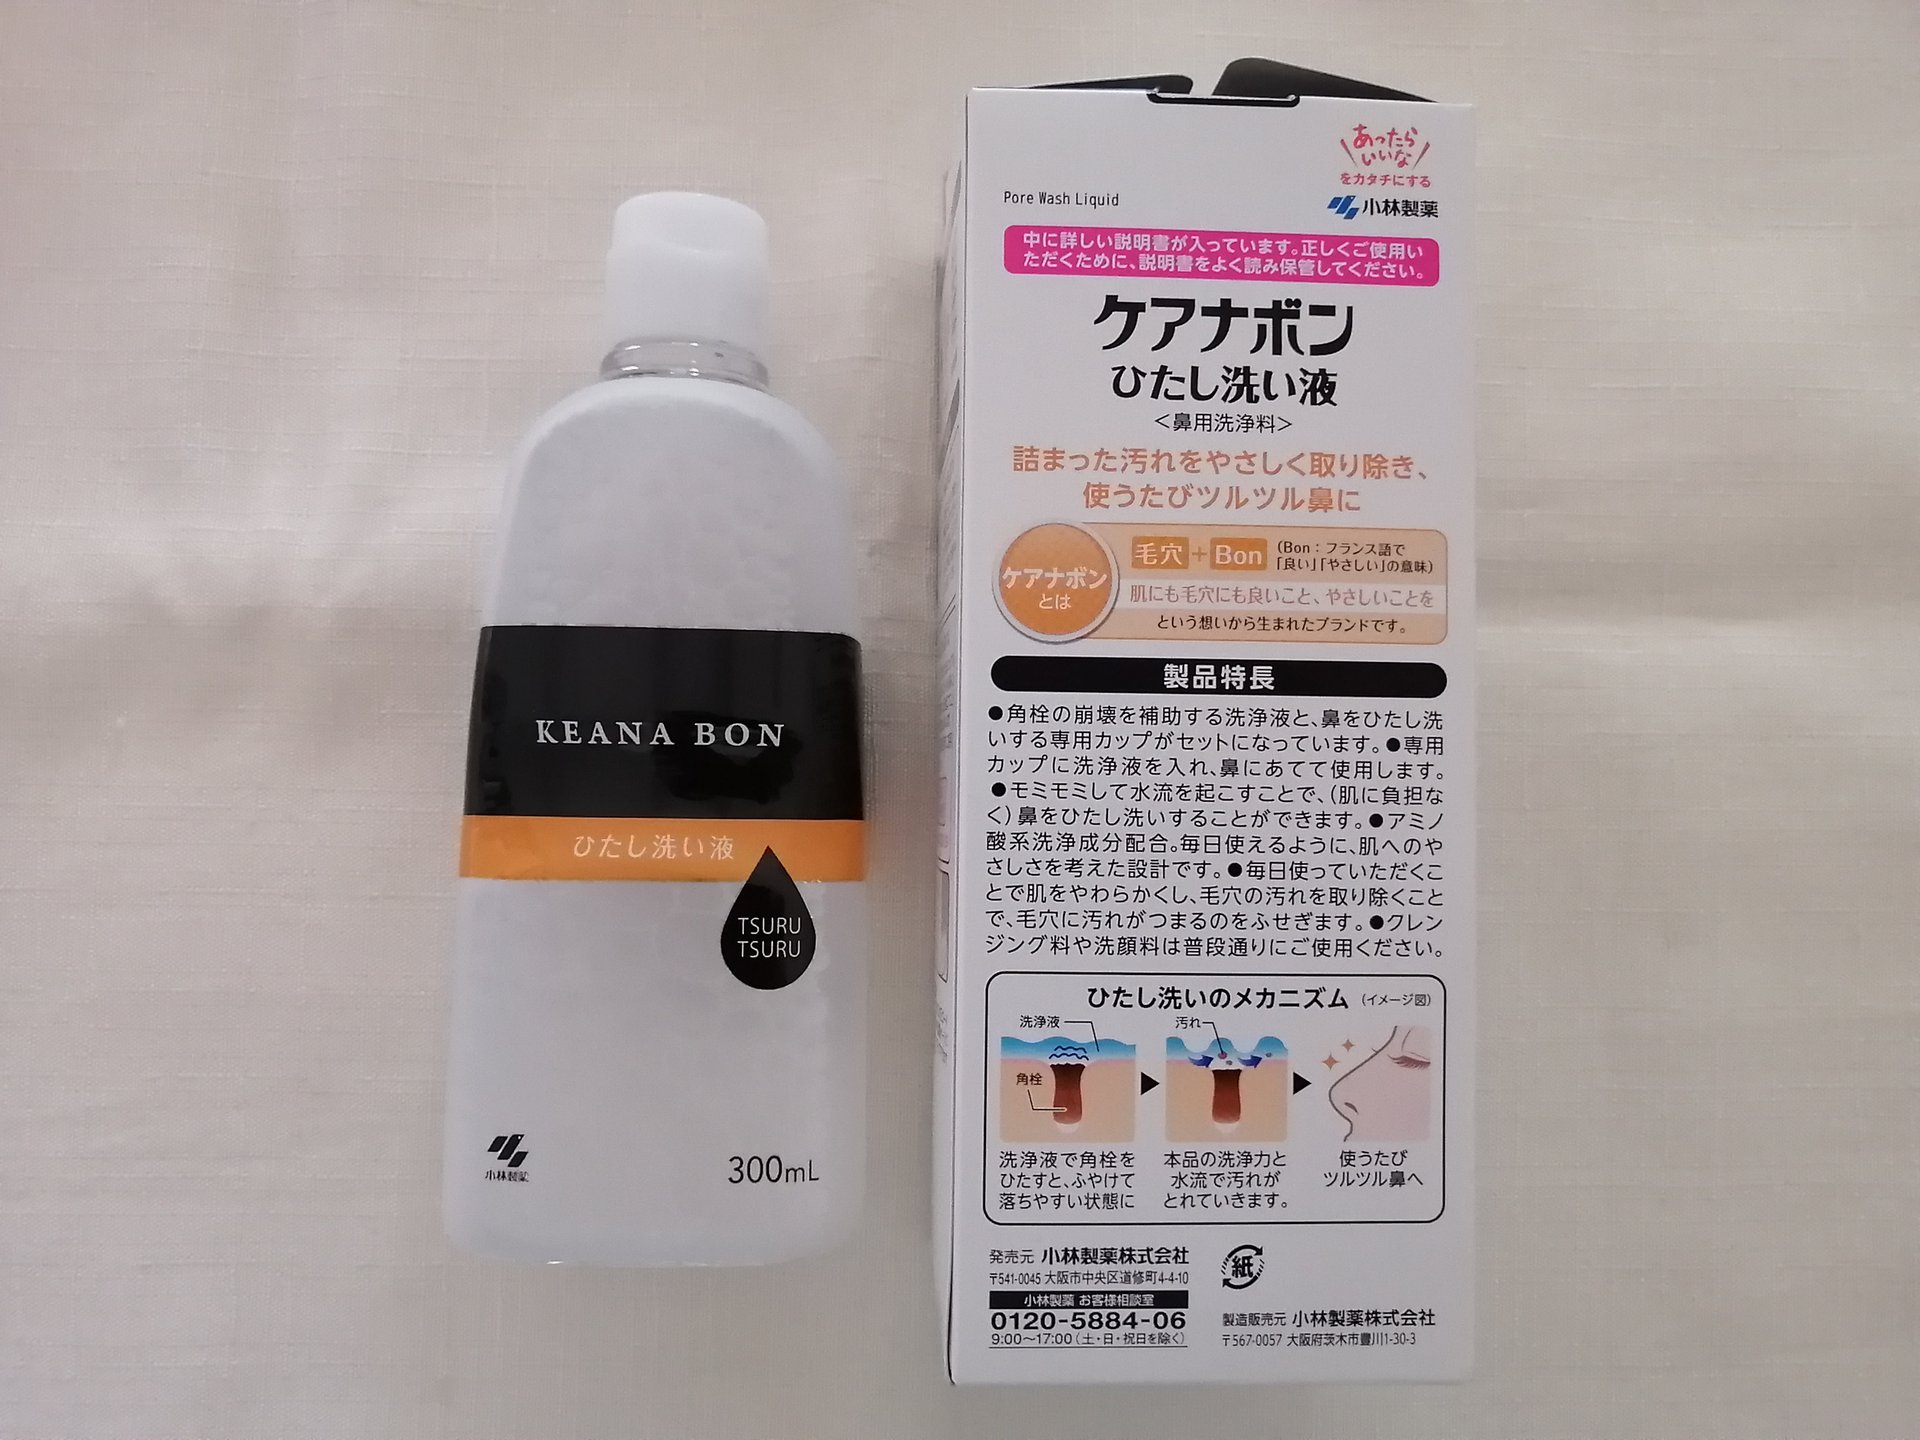 KEANA BON
ひたし洗い液
TSURU
TSURU
小林製薬
300mL
あったら
いいな
をカタチにする
Pore Wash Liquid
小林製薬
中に詳しい説明書が入っています。正しくご使用い
ただくために、説明書をよく読み保管してください。
ケアナボン
ひたし洗い液
＜鼻用洗浄料＞
詰まった汚れをやさしく取り除き、
使うたびツルツル鼻に
ケアナボン
とは
毛穴+Bon
(Bon：フランス語で
「良い」「やさしい」の意味)
肌にも毛穴にも良いこと、やさしいことを
という想いから生まれたブランドです。
製品特長
●角栓の崩壊を補助する洗浄液と、鼻をひたし洗
いする専用カップがセットになっています。●専用
カップに洗浄液を入れ、鼻にあてて使用します。
●モミモミして水流を起こすことで、(肌に負担な
く)鼻をひたし洗いすることができます。●アミノ
酸系洗浄成分配合。毎日使えるように、肌へのや
さしさを考えた設計です。●毎日使っていただくこ
とで肌をやわらかくし、毛穴の汚れを取り除くこと
で、毛穴に汚れがつまるのをふせぎます。●クレン
ジング料や洗顔料は普段通りにご使用ください。
ひたし洗いのメカニズム (イメージ図)
洗浄液
角栓
汚れ
洗浄液で角栓を
ひたすと、ふやけて
落ちやすい状態に
本品の洗浄力と
水流で汚れが
とれていきます。
使うたび
ツルツル鼻へ
発売元 小林製薬株式会社
〒541-0045 大阪市中央区道修町4-4-10
小林製薬 お客様相談室
0120-5884-06
9:00〜17:00(土・日・祝日を除く)
紙
製造販売元 小林製薬株式会社
〒567-0057 大阪府茨木市豊川1-30-3